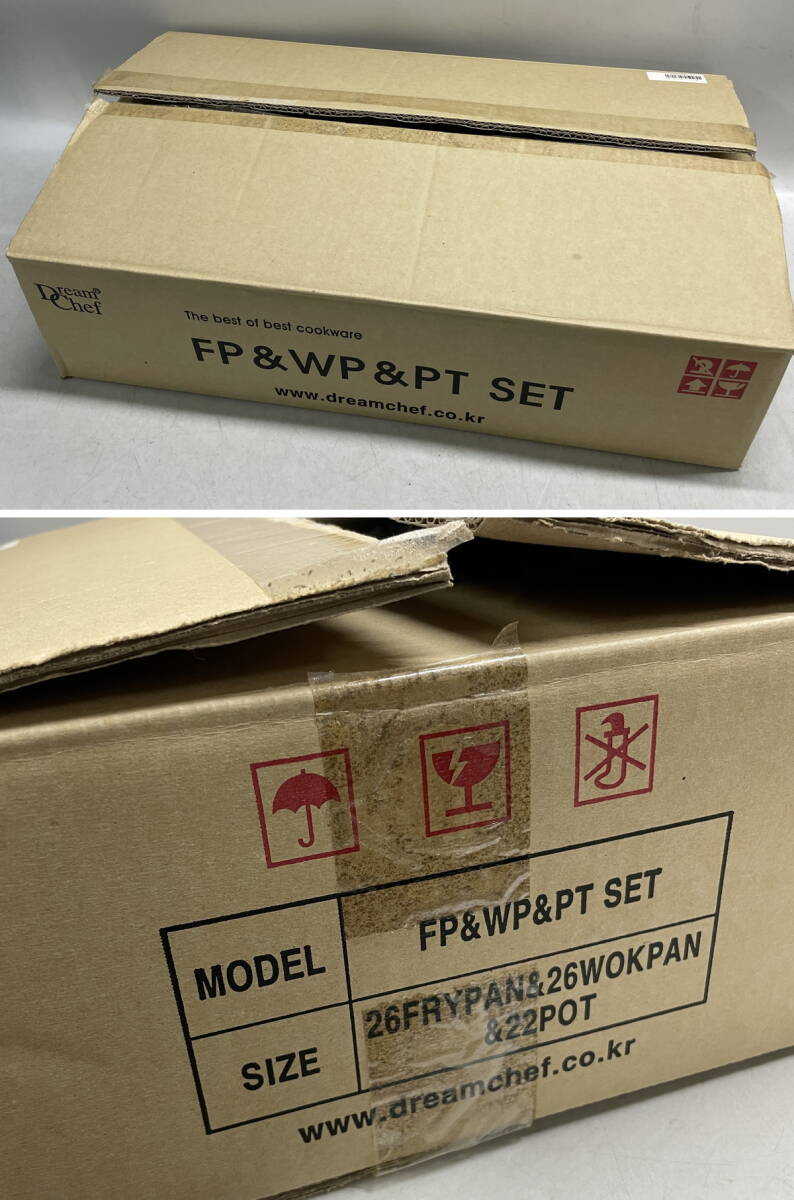 Dream®
Chef
The best of best cookware
FP&WP&PT SET
www.dreamchef.co.kr
MODEL
FP&WP&PT SET
SIZE
26FRYPAN&26WOKPAN
&22POT
www.dreamchef.co.kr